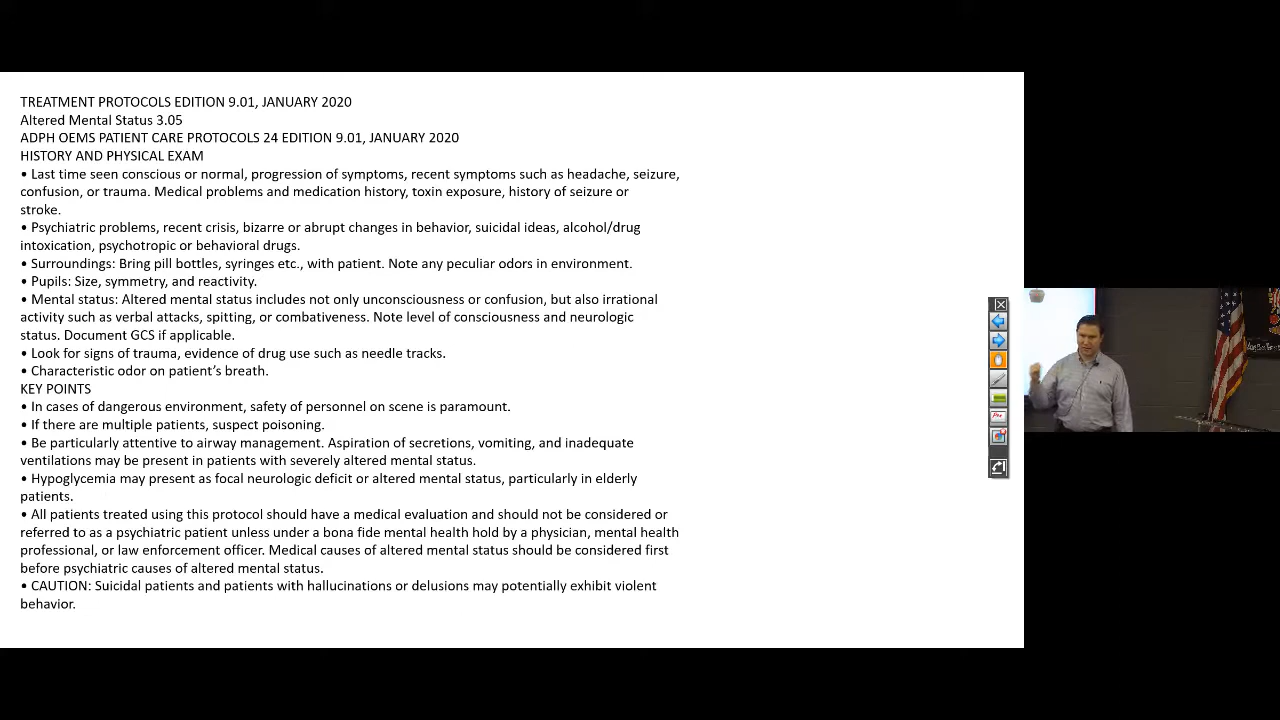 TREATMENT PROTOCOLS EDITION 9.01, JANUARY 2020
Altered Mental Status 3.05
ADPH OEMS PATIENT CARE PROTOCOLS 24 EDITION 9.01, JANUARY 2020
HISTORY AND PHYSICAL EXAM
• Last time seen conscious or normal, progression of symptoms, recent symptoms such as headache, seizure,
confusion, or trauma. Medical problems and medication history, toxin exposure, history of seizure or
stroke.
• Psychiatric problems, recent crisis, bizarre or abrupt changes in behavior, suicidal ideas, alcohol/drug
intoxication, psychotropic or behavioral drugs.
• Surroundings: Bring pill bottles, syringes etc., with patient. Note any peculiar odors in environment.
• Pupils: Size, symmetry, and reactivity.
• Mental status: Altered mental status includes not only unconsciousness or confusion, but also irrational
activity such as verbal attacks, spitting, or combativeness. Note level of consciousness and neurologic
status. Document GCS if applicable.
• Look for signs of trauma, evidence of drug use such as needle tracks.
• Characteristic odor on patient’s breath.
KEY POINTS
• In cases of dangerous environment, safety of personnel on scene is paramount.
• If there are multiple patients, suspect poisoning.
• Be particularly attentive to airway management. Aspiration of secretions, vomiting, and inadequate
ventilations may be present in patients with severely altered mental status.
• Hypoglycemia may present as focal neurologic deficit or altered mental status, particularly in elderly
patients.
• All patients treated using this protocol should have a medical evaluation and should not be considered or
referred to as a psychiatric patient unless under a bona fide mental health hold by a physician, mental health
professional, or law enforcement officer. Medical causes of altered mental status should be considered first
before psychiatric causes of altered mental status.
• CAUTION: Suicidal patients and patients with hallucinations or delusions may potentially exhibit violent
behavior.